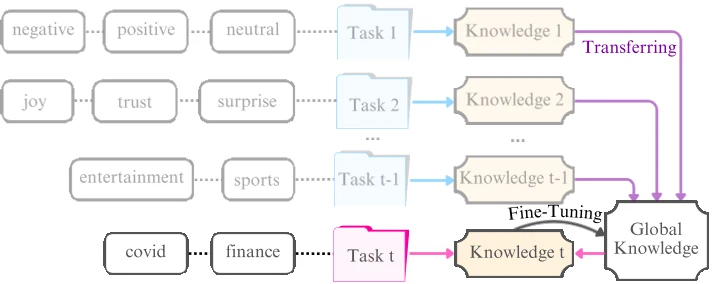 negative positive neutral Task 1 Knowledge 1
Transferring
joy trust surprise Task 2 Knowledge 2
... ...
entertainment sports Task t-1 Knowledge t-1
Fine-Tuning
covid finance Task t Knowledge t
Global
Knowledge